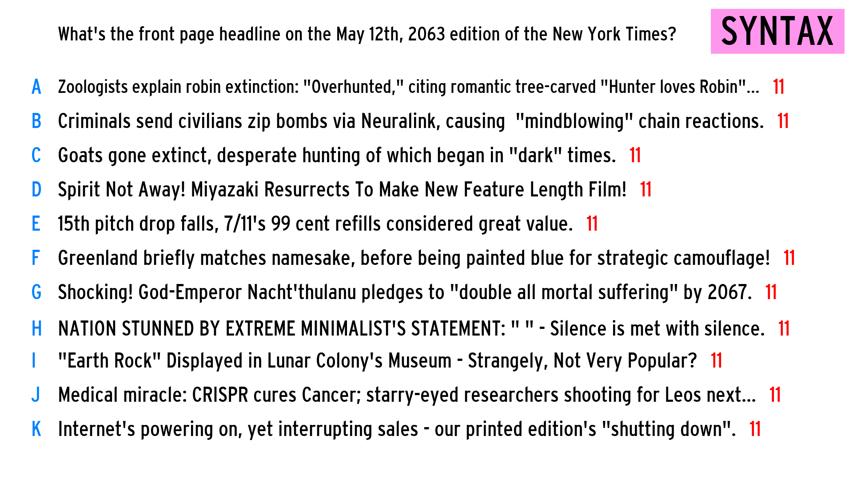 What's the front page headline on the May 12th, 2063 edition of the New York Times?
SYNTAX
A Zoologists explain robin extinction: "Overhunted," citing romantic tree-carved "Hunter loves Robin"... 11
B Criminals send civilians zip bombs via Neuralink, causing "mindblowing" chain reactions. 11
C Goats gone extinct, desperate hunting of which began in "dark" times. 11
D Spirit Not Away! Miyazaki Resurrects To Make New Feature Length Film! 11
E 15th pitch drop falls, 7/11's 99 cent refills considered great value. 11
F Greenland briefly matches namesake, before being painted blue for strategic camouflage! 11
G Shocking! God-Emperor Nacht'thulanu pledges to "double all mortal suffering" by 2067. 11
H NATION STUNNED BY EXTREME MINIMALIST'S STATEMENT: " " - Silence is met with silence. 11
I "Earth Rock" Displayed in Lunar Colony's Museum - Strangely, Not Very Popular? 11
J Medical miracle: CRISPR cures Cancer; starry-eyed researchers shooting for Leos next... 11
K Internet's powering on, yet interrupting sales - our printed edition's "shutting down". 11